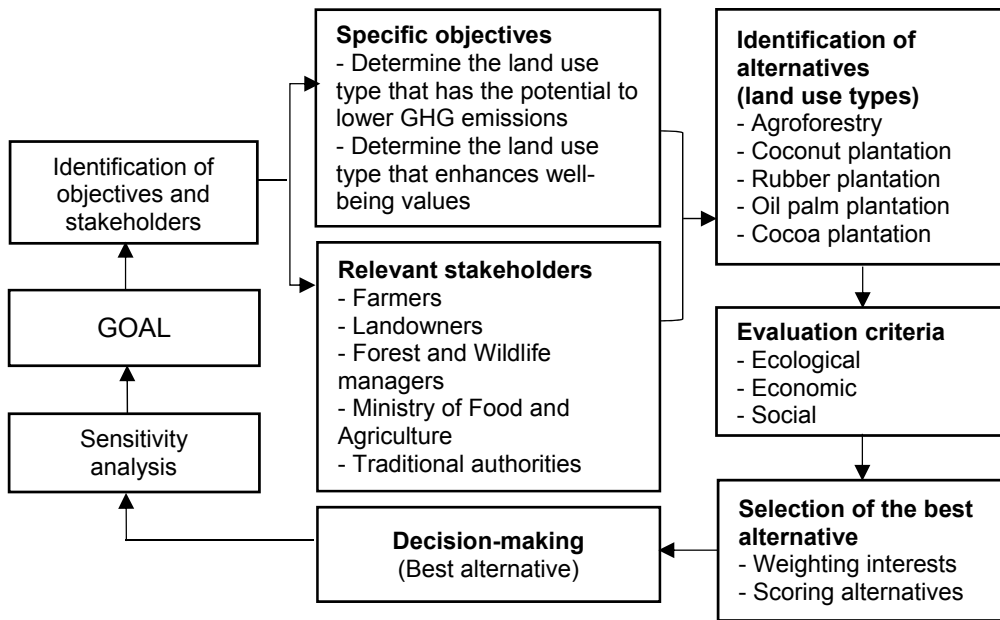 Identification of
objectives and
stakeholders
GOAL
Sensitivity
analysis
Specific objectives
- Determine the land use
type that has the potential to
lower GHG emissions
- Determine the land use
type that enhances well-
being values
Relevant stakeholders
- Farmers
- Landowners
- Forest and Wildlife
managers
- Ministry of Food and
Agriculture
- Traditional authorities
Decision-making
(Best alternative)
Identification of
alternatives
(land use types)
- Agroforestry
- Coconut plantation
- Rubber plantation
- Oil palm plantation
- Cocoa plantation
Evaluation criteria
- Ecological
- Economic
- Social
Selection of the best
alternative
- Weighting interests
- Scoring alternatives